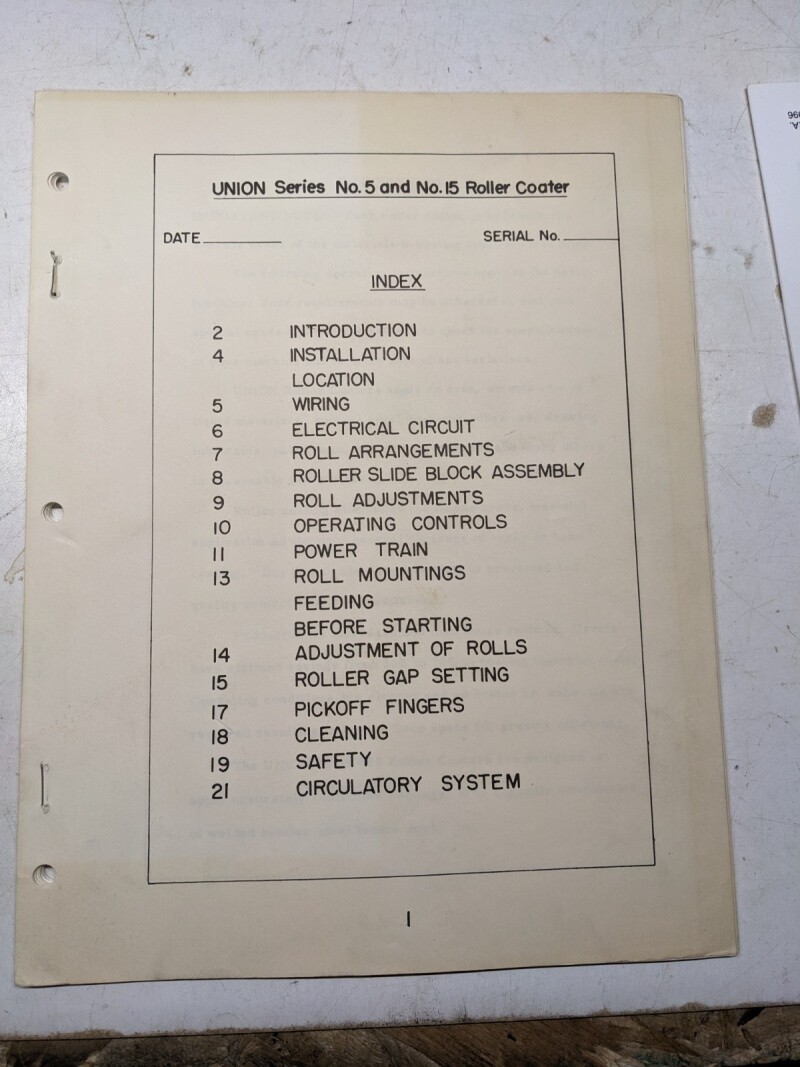 UNION Series No.5 and No.15 Roller Coater
DATE SERIAL No.
INDEX
2 INTRODUCTION
4 INSTALLATION
LOCATION
5 WIRING
6 ELECTRICAL CIRCUIT
7 ROLL ARRANGEMENTS
8 ROLLER SLIDE BLOCK ASSEMBLY
9 ROLL ADJUSTMENTS
10 OPERATING CONTROLS
11 POWER TRAIN
13 ROLL MOUNTINGS
FEEDING
BEFORE STARTING
14 ADJUSTMENT OF ROLLS
15 ROLLER GAP SETTING
17 PICKOFF FINGERS
18 CLEANING
19 SAFETY
21 CIRCULATORY SYSTEM
1